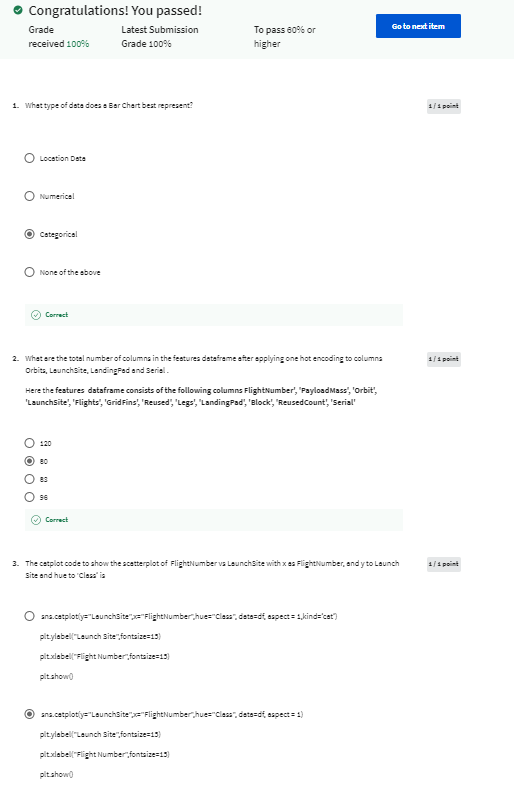 Congratulations! You passed!
Grade received 100%
Latest Submission Grade 100%
To pass 60% or higher
Go to next item
1. What type of data does a Bar Chart best represent?
1 / 1 point
Location Data
Numerical
Categorical
None of the above
Correct
2. What are the total number of columns in the features dataframe after applying one hot encoding to columns
Orbits, LaunchSite, LandingPad and Serial .
1 / 1 point
Here the features dataframe consists of the following columns FlightNumber', 'PayloadMass', 'Orbit',
'LaunchSite', 'Flights', 'GridFins', 'Reused', 'Legs', 'LandingPad', 'Block', 'ReusedCount', 'Serial'
120
80
83
96
Correct
3. The catplot code to show the scatterplot of FlightNumber vs LaunchSite with x as FlightNumber, and y to Launch
Site and hue to 'Class' is
1 / 1 point
sns.catplot(y="LaunchSite",x="FlightNumber",hue="Class", data=df, aspect = 1,kind='cat')
plt.ylabel("Launch Site",fontsize=15)
plt.xlabel("Flight Number",fontsize=15)
plt.show()
sns.catplot(y="LaunchSite",x="FlightNumber",hue="Class", data=df, aspect = 1)
plt.ylabel("Launch Site",fontsize=15)
plt.xlabel("Flight Number",fontsize=15)
plt.show()